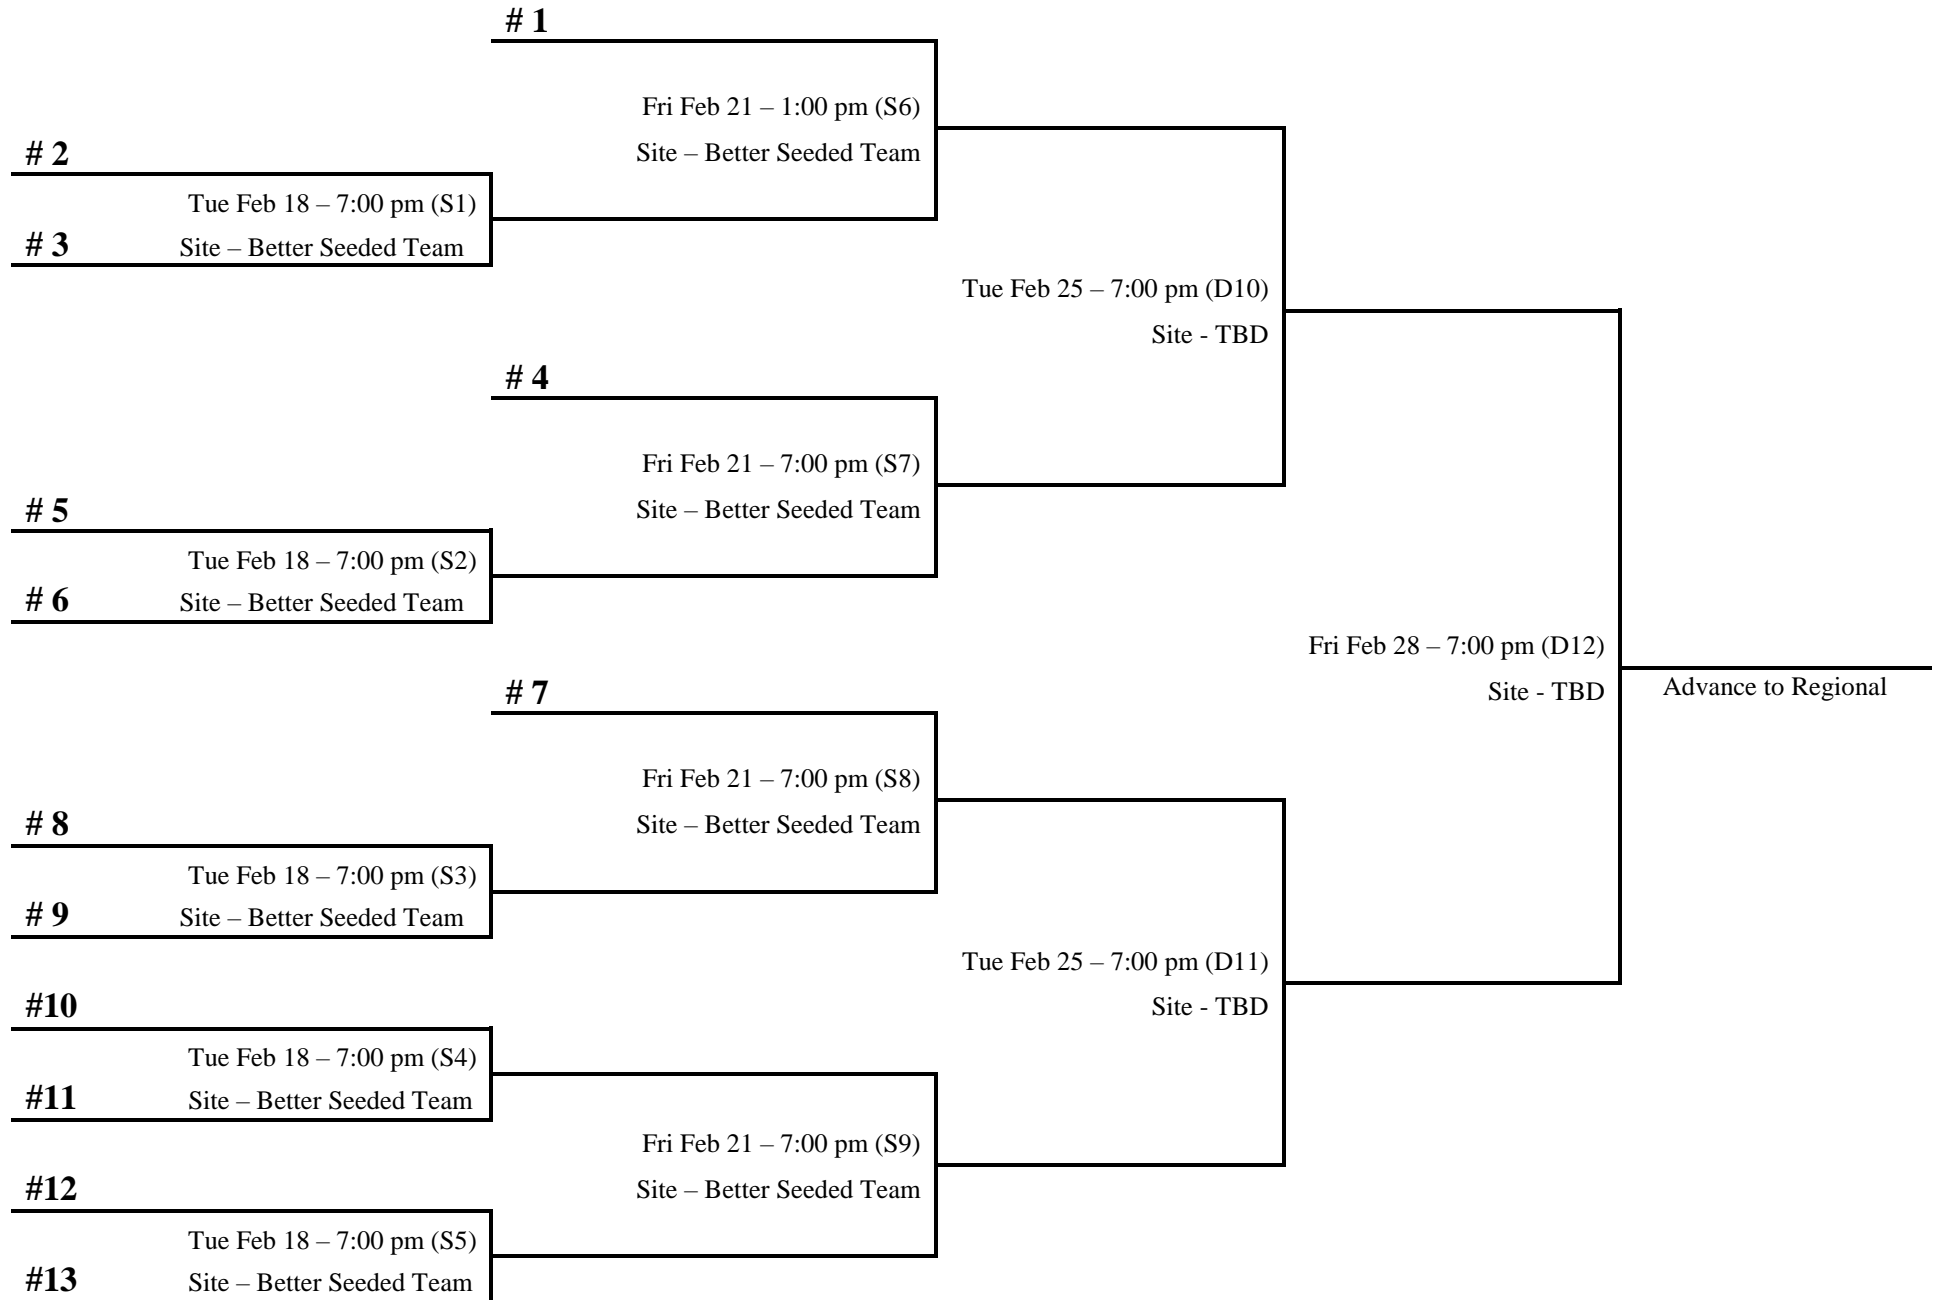 # 1
Fri Feb 21 – 1:00 pm (S6)
Site – Better Seeded Team
# 2
Tue Feb 18 – 7:00 pm (S1)
# 3
Site – Better Seeded Team
Tue Feb 25 – 7:00 pm (D10)
Site - TBD
# 4
Fri Feb 21 – 7:00 pm (S7)
Site – Better Seeded Team
# 5
Tue Feb 18 – 7:00 pm (S2)
# 6
Site – Better Seeded Team
Fri Feb 28 – 7:00 pm (D12)
Site - TBD
Advance to Regional
# 7
Fri Feb 21 – 7:00 pm (S8)
Site – Better Seeded Team
# 8
Tue Feb 18 – 7:00 pm (S3)
# 9
Site – Better Seeded Team
Tue Feb 25 – 7:00 pm (D11)
Site - TBD
#10
Tue Feb 18 – 7:00 pm (S4)
#11
Site – Better Seeded Team
Fri Feb 21 – 7:00 pm (S9)
Site – Better Seeded Team
#12
Tue Feb 18 – 7:00 pm (S5)
#13
Site – Better Seeded Team